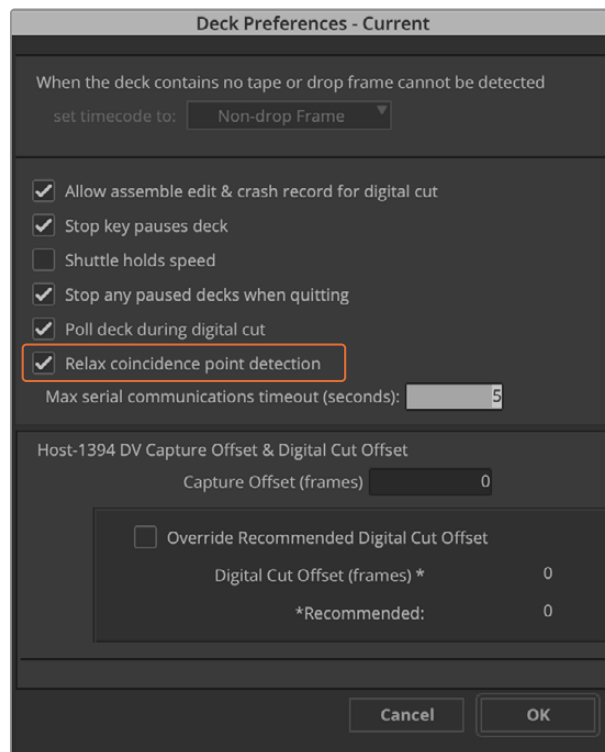 Deck Preferences - Current
When the deck contains no tape or drop frame cannot be detected
set timecode to: Non-drop Frame
Allow assemble edit & crash record for digital cut
Stop key pauses deck
Shuttle holds speed
Stop any paused decks when quitting
Poll deck during digital cut
Relax coincidence point detection
Max serial communications timeout (seconds): 5
Host-1394 DV Capture Offset & Digital Cut Offset
Capture Offset (frames) 0
Override Recommended Digital Cut Offset
Digital Cut Offset (frames) * 0
*Recommended: 0
Cancel OK